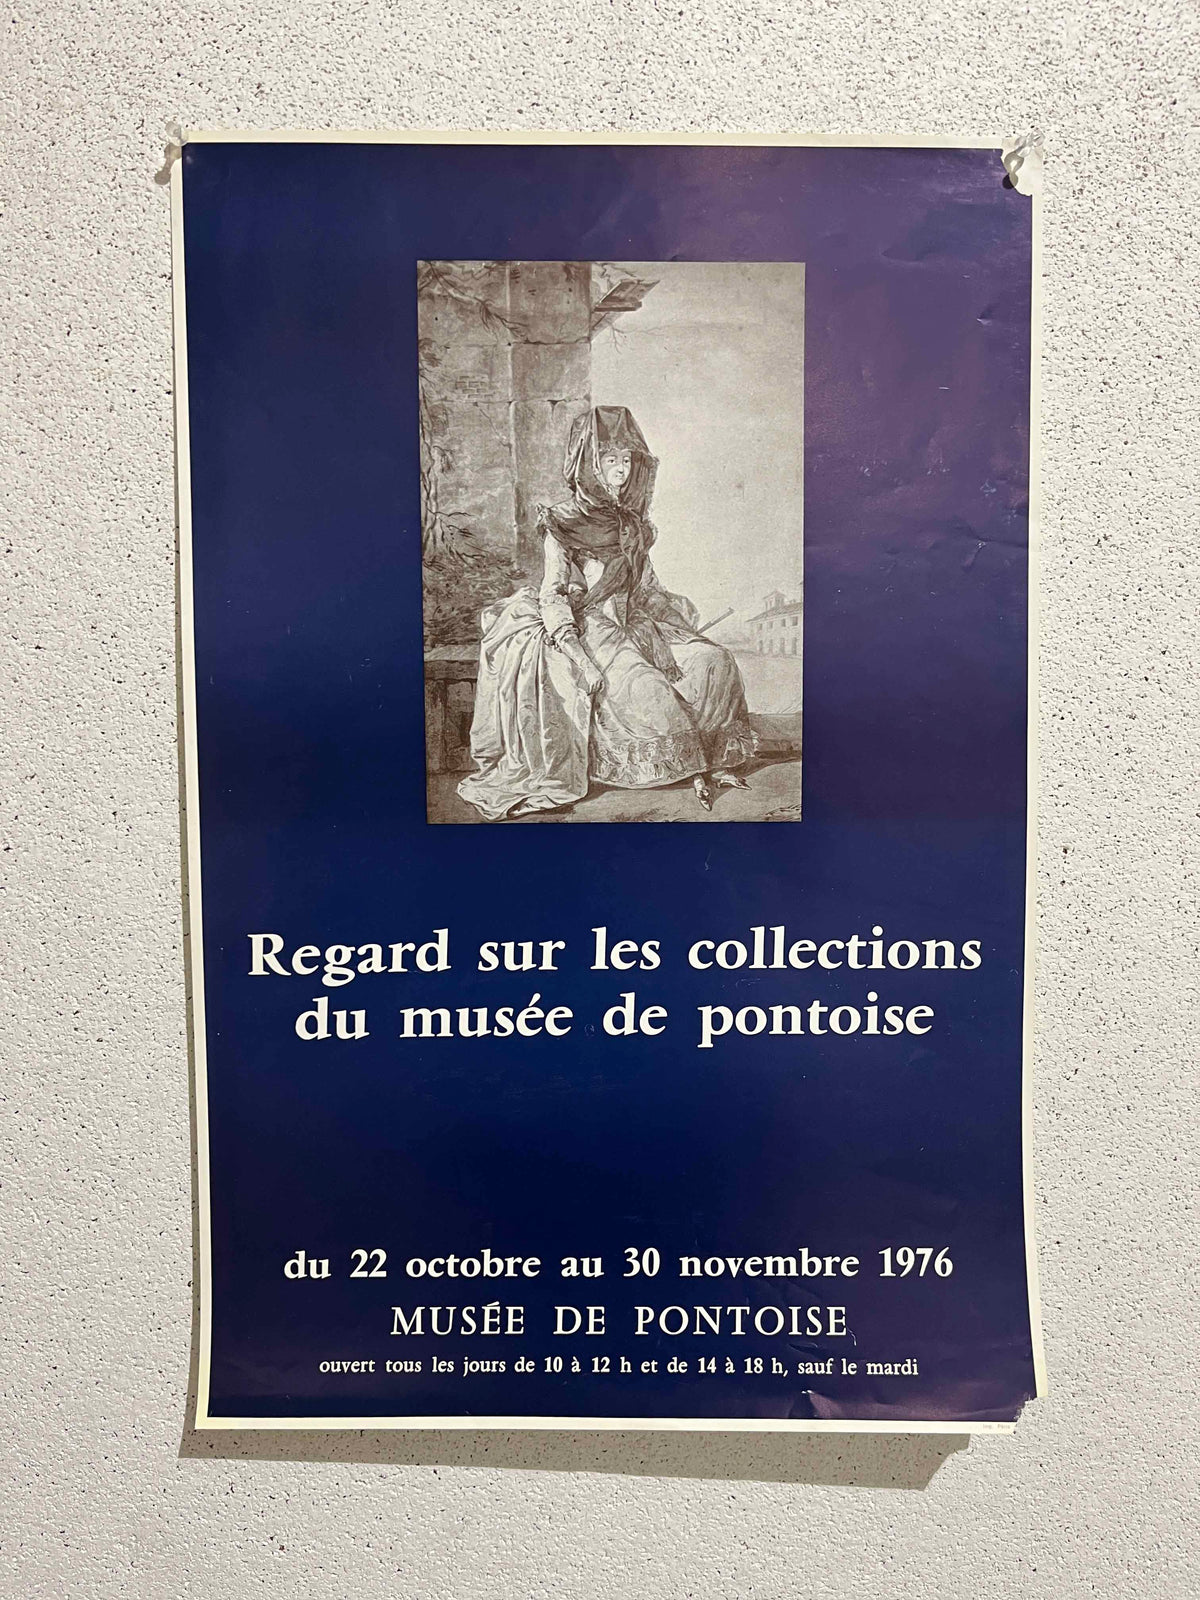 Regard sur les collections
du musée de pontoise
du 22 octobre au 30 novembre 1976
MUSÉE DE PONTOISE
ouvert tous les jours de 10 à 12 h et de 14 à 18 h, sauf le mardi